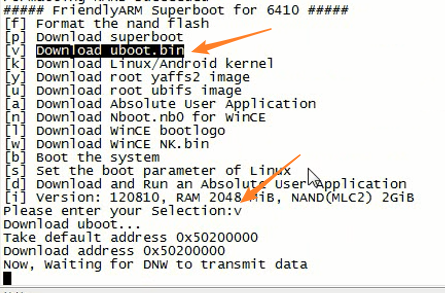 ##### FriendlyARM Superboot for 6410 #####
[f] Format the nand flash
[p] Download superboot
[v] Download uboot.bin
[k] Download Linux/Android kernel
[y] Download root yaffs2 image
[u] Download root ubifs image
[a] Download Absolute User Application
[n] Download Nboot.nb0 for WinCE
[l] Download WinCE bootlogo
[w] Download WinCE NK.bin
[b] Boot the system
[s] Set the boot parameter of Linux
[d] Download and Run an Absolute User Application
[i] Version: 120810, RAM 2048 MiB, NAND(MLC2) 2GiB
Please enter your Selection:v
Download uboot...
Take default address 0x50200000
Download address 0x50200000
Now, Waiting for DNW to transmit data